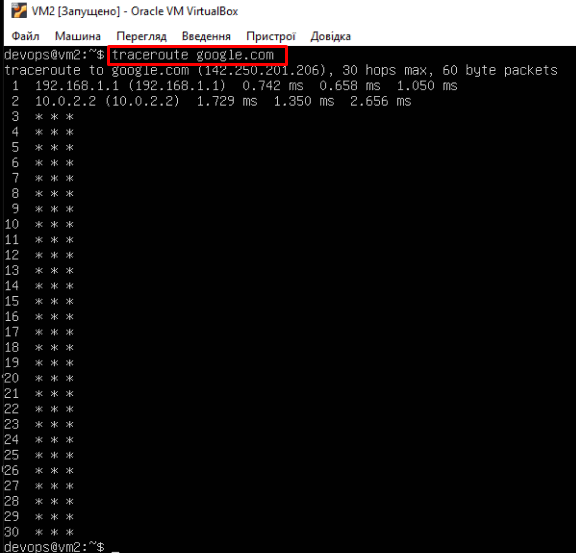 VM2 [Запущено] - Oracle VM VirtualBox
Файл Машина Перегляд Введення Пристрої Довідка
devops@vm2:~$ traceroute google.com
traceroute to google.com (142.250.201.206), 30 hops max, 60 byte packets
1 192.168.1.1 (192.168.1.1) 0.742 ms 0.658 ms 1.050 ms
2 10.0.2.2 (10.0.2.2) 1.729 ms 1.350 ms 2.656 ms
3 * * *
4 * * *
5 * * *
6 * * *
7 * * *
8 * * *
9 * * *
10 * * *
11 * * *
12 * * *
13 * * *
14 * * *
15 * * *
16 * * *
17 * * *
18 * * *
19 * * *
20 * * *
21 * * *
22 * * *
23 * * *
24 * * *
25 * * *
26 * * *
27 * * *
28 * * *
29 * * *
30 * * *
devops@vm2:~$ _